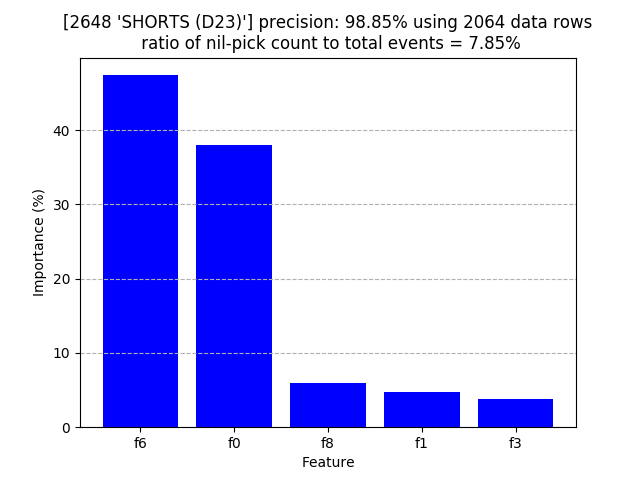 [2648 'SHORTS (D23)'] precision: 98.85% using 2064 data rows
ratio of nil-pick count to total events = 7.85%
Importance (%)
40
30
20
10
0
f6 f0 f8 f1 f3
Feature